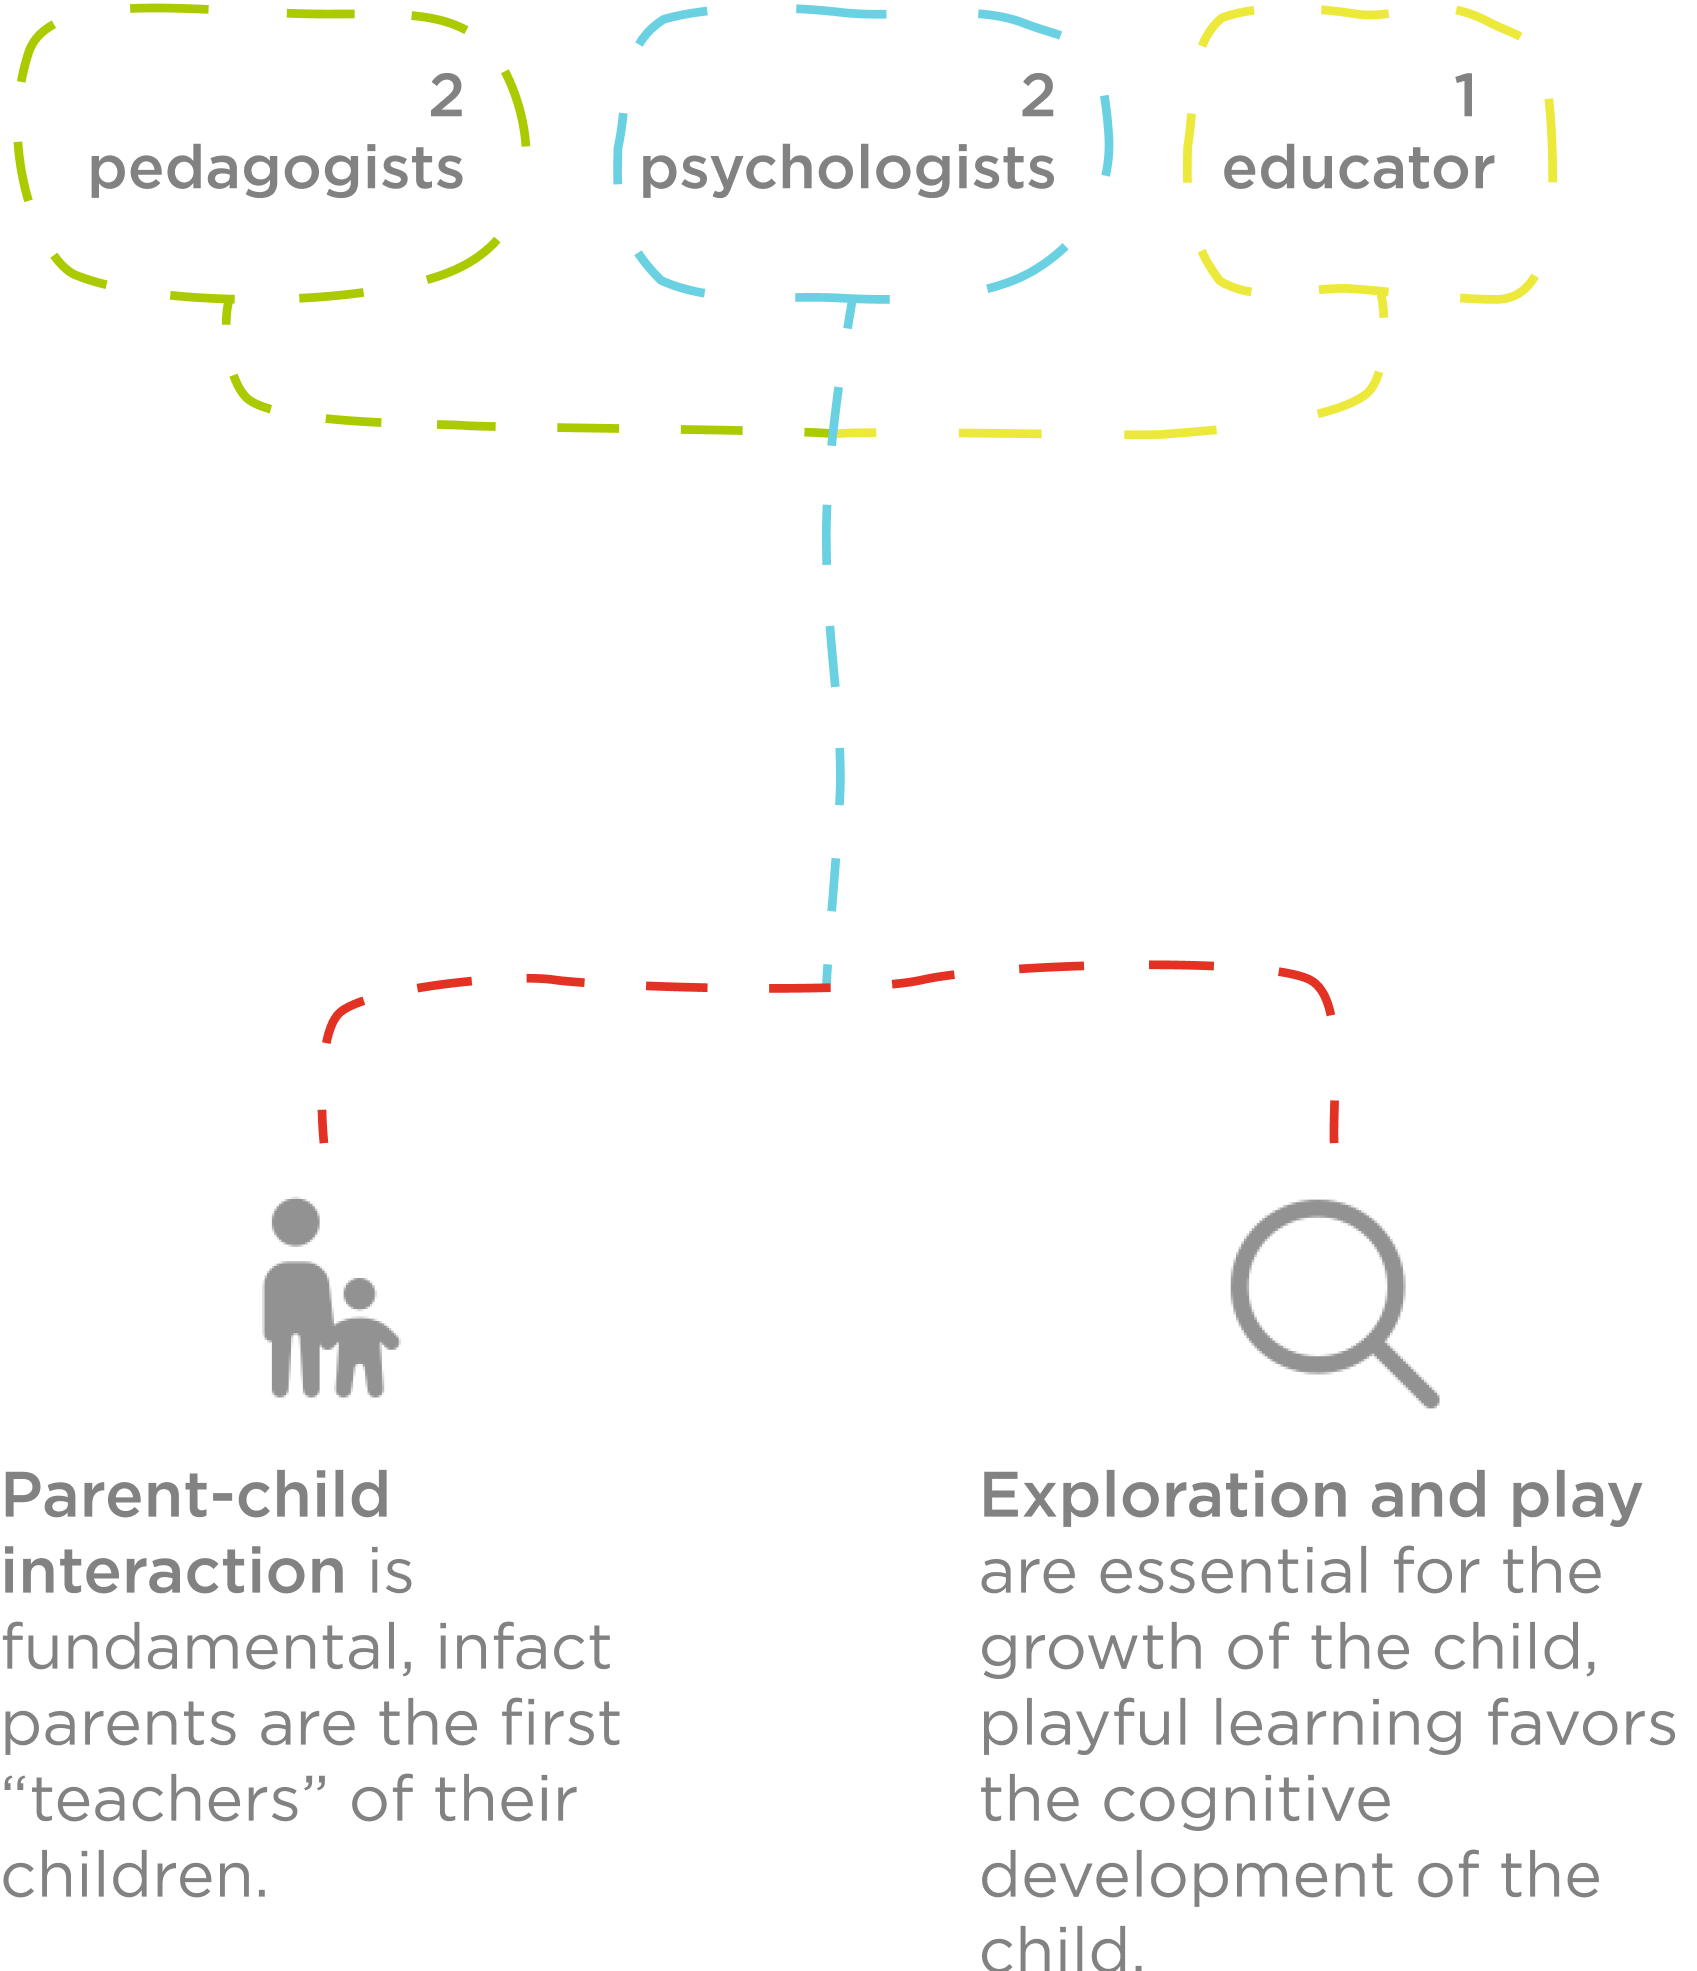 2
pedagogists
2
psychologists
1
educator
Parent-child
interaction is
fundamental, infact
parents are the first
“teachers” of their
children.
Exploration and play
are essential for the
growth of the child,
playful learning favors
the cognitive
development of the
child.